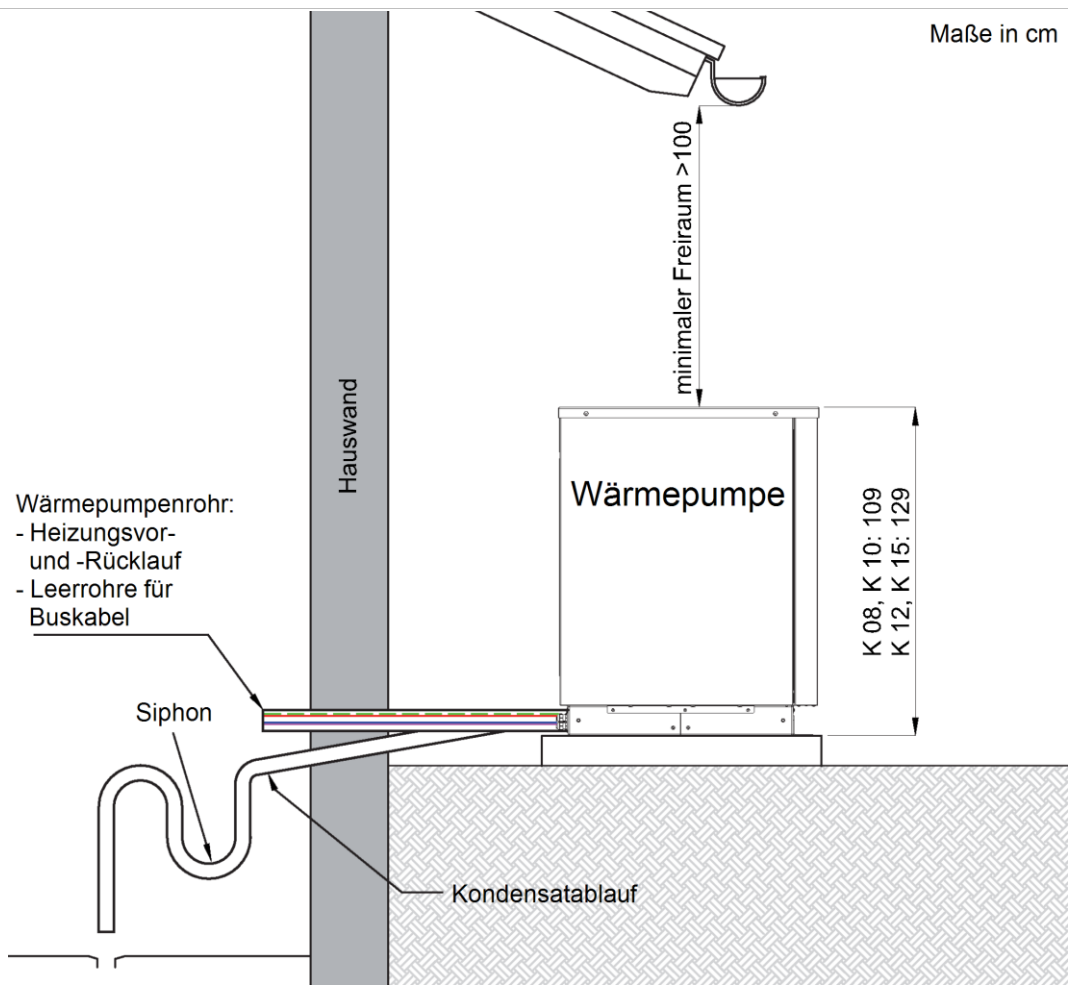 Maße in cm
minimaler Freiraum >100
Hauswand
Wärmepumpe
K 08, K 10: 109
K 12, K 15: 129
Wärmepumpenrohr:
- Heizungsvor-
und -Rücklauf
- Leerrohre für
Buskabel
Siphon
Kondensatablauf